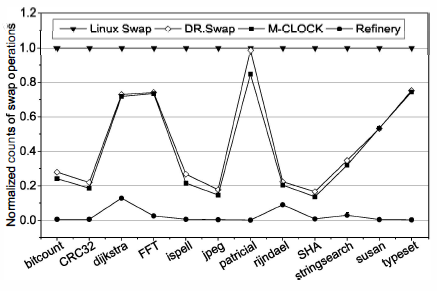 Normalized counts of swap operations
Linux Swap DR.Swap M-CLOCK Refinery
1.2
1.0
0.8
0.6
0.4
0.2
0.0
bitcount CRC32 dijkstra FFT ispell jpeg patricial rijndael SHA stringsearch susan typeset